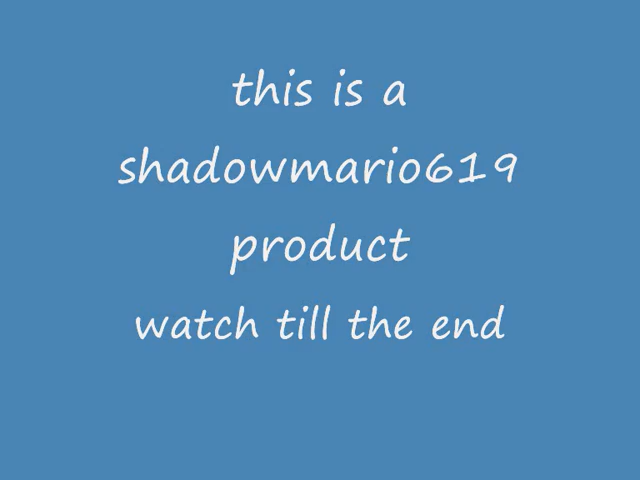 this is a
shadowmario619
product
watch till the end